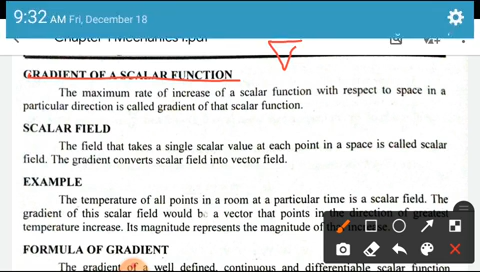 9:32 AM Fri, December 18
Chapter 1 Mechanics 1.pdf
GRADIENT OF A SCALAR FUNCTION
The maximum rate of increase of a scalar function with respect to space in a
particular direction is called gradient of that scalar function.
SCALAR FIELD
The field that takes a single scalar value at each point in a space is called scalar
field. The gradient converts scalar field into vector field.
EXAMPLE
The temperature of all points in a room at a particular time is a scalar field. The
gradient of this scalar field would be a vector that points in the direction of greatest
temperature increase. Its magnitude represents the magnitude of the increase.
FORMULA OF GRADIENT
The gradient of a well defined, continuous and differentiable scalar function